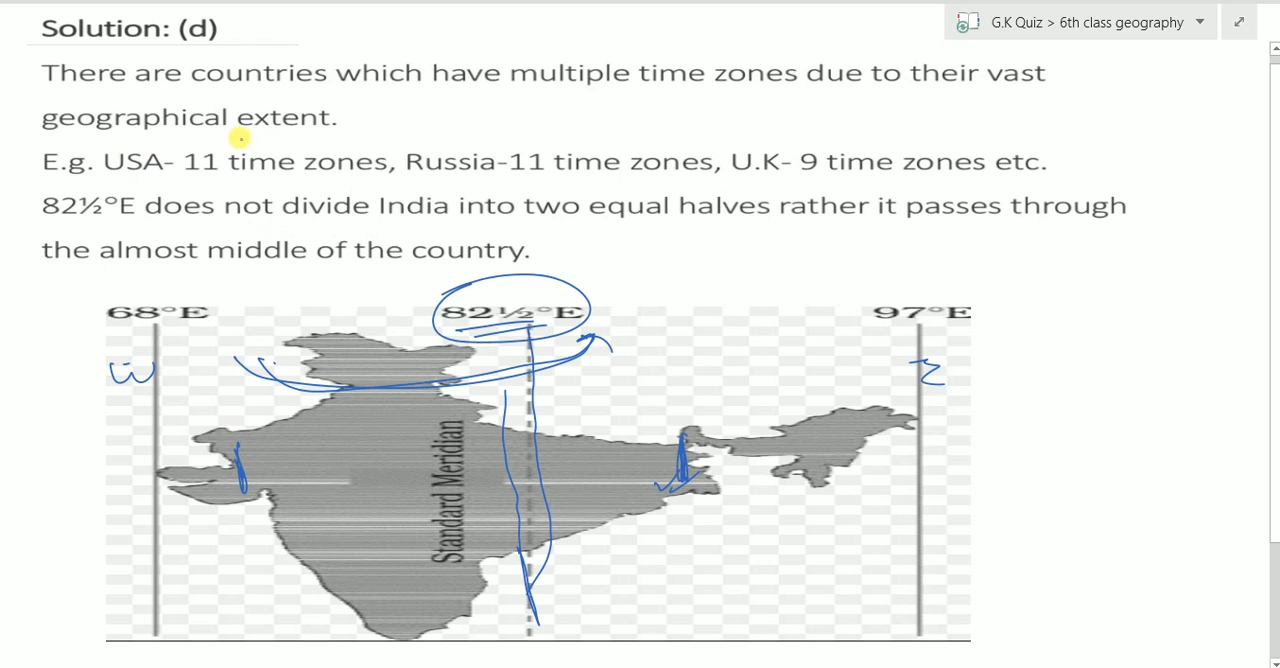 Solution: (d)
G.K Quiz > 6th class geography
There are countries which have multiple time zones due to their vast
geographical extent.
E.g. USA- 11 time zones, Russia-11 time zones, U.K- 9 time zones etc.
82½°E does not divide India into two equal halves rather it passes through
the almost middle of the country.
68°E 82½°E 97°E
Standard Meridian